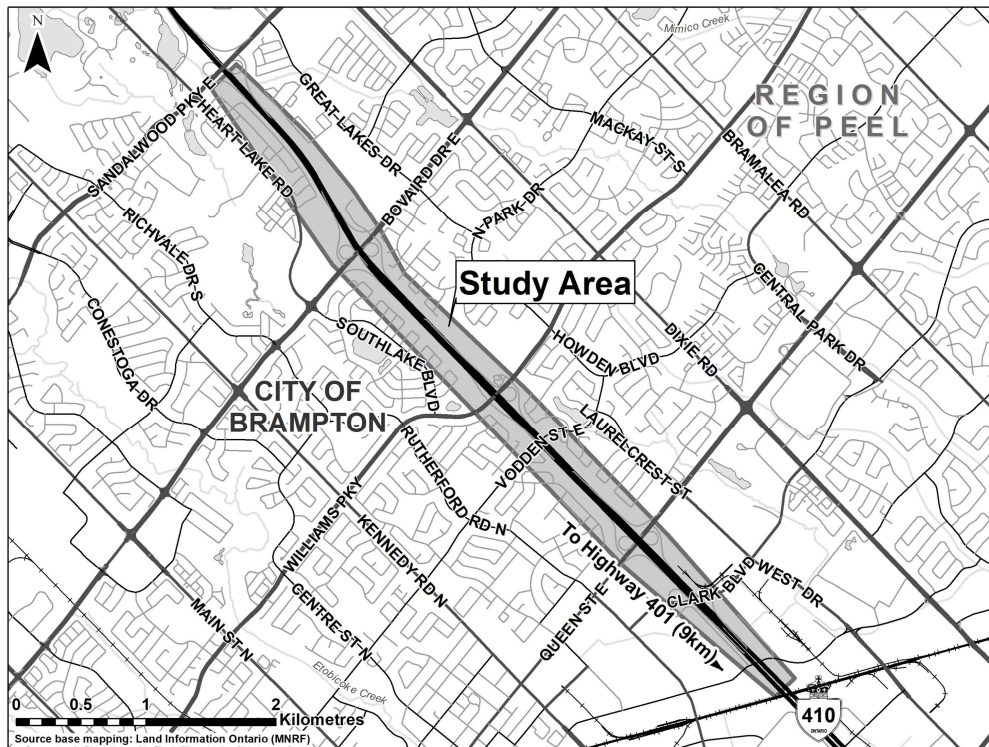 N
Mimico Creek
REGION
OF PEEL
SANDALWOOD PKY E
HEART LAKE RD
GREAT LAKES DR
MACKAY ST S
BRAMALEA RD
BOVAIRD DR E
N PARK DR
RICHVALE DR S
Study Area
CENTRAL PARK DR
CONESTOGA DR
SOUTHLAKE BLVD
HOWDEN BLVD
DIXIE RD
CITY OF
BRAMPTON
LAURELCREST ST
VODDEN ST E
RUTHERFORD RD N
WILLIAMS PKY
KENNEDY RD N
To Highway 401 (9km)
CLARK BLVD
WEST DR
QUEEN ST E
MAIN ST N
CENTRE ST N
Etobicoke Creek
0 0.5 1 2
Kilometres
410
ONTARIO
Source base mapping: Land Information Ontario (MNRF)